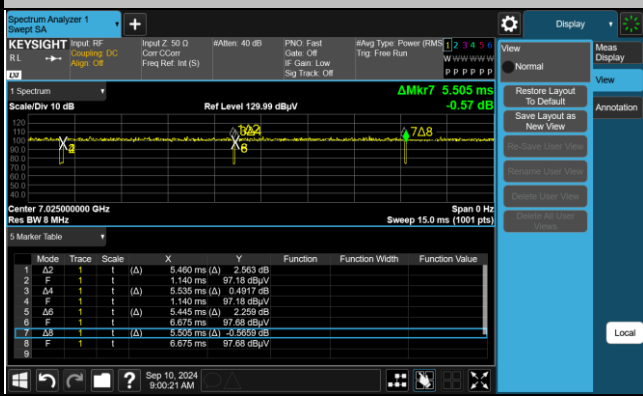 Spectrum Analyzer 1
Swept SA
Display
KEYSIGHT Input: RF Input Z: 50 Ω #Atten: 40 dB PNO: Fast #Avg Type: Power (RMS 1 2 3 4 5 6
R L Coupling: DC Corr CCorr Gate: Off Trig: Free Run W W W W W W
Align: Off Freq Ref: Int (S) IF Gain: Low P P P P P P
Sig Track: Off
LXI
View
Normal
Meas Display
View
Annotation
1 Spectrum
ΔMkr7 5.505 ms
Scale/Div 10 dB Ref Level 129.99 dBµV -0.57 dB
120
110
100
90.0
80.0
70.0
60.0
50.0
40.0
7Δ8
Center 7.025000000 GHz Span 0 Hz
Res BW 8 MHz Sweep 15.0 ms (1001 pts)
Restore Layout To Default
Save Layout as New View
Re-Save User View
Rename User View
Delete User View
Delete All User Views
5 Marker Table
Mode Trace Scale X Y Function Function Width Function Value
1 Δ2 1 t (Δ) 5.460 ms (Δ) 2.563 dB
2 F 1 t 1.140 ms 97.18 dBµV
3 Δ4 1 t (Δ) 5.535 ms (Δ) 0.4917 dB
4 F 1 t 1.140 ms 97.18 dBµV
5 Δ6 1 t (Δ) 5.445 ms (Δ) 2.259 dB
6 F 1 t 6.675 ms 97.68 dBµV
7 Δ8 1 t (Δ) 5.505 ms (Δ) -0.5659 dB
8 F 1 t 6.675 ms 97.68 dBµV
9
Local
?
Sep 10, 2024
9:00:21 AM